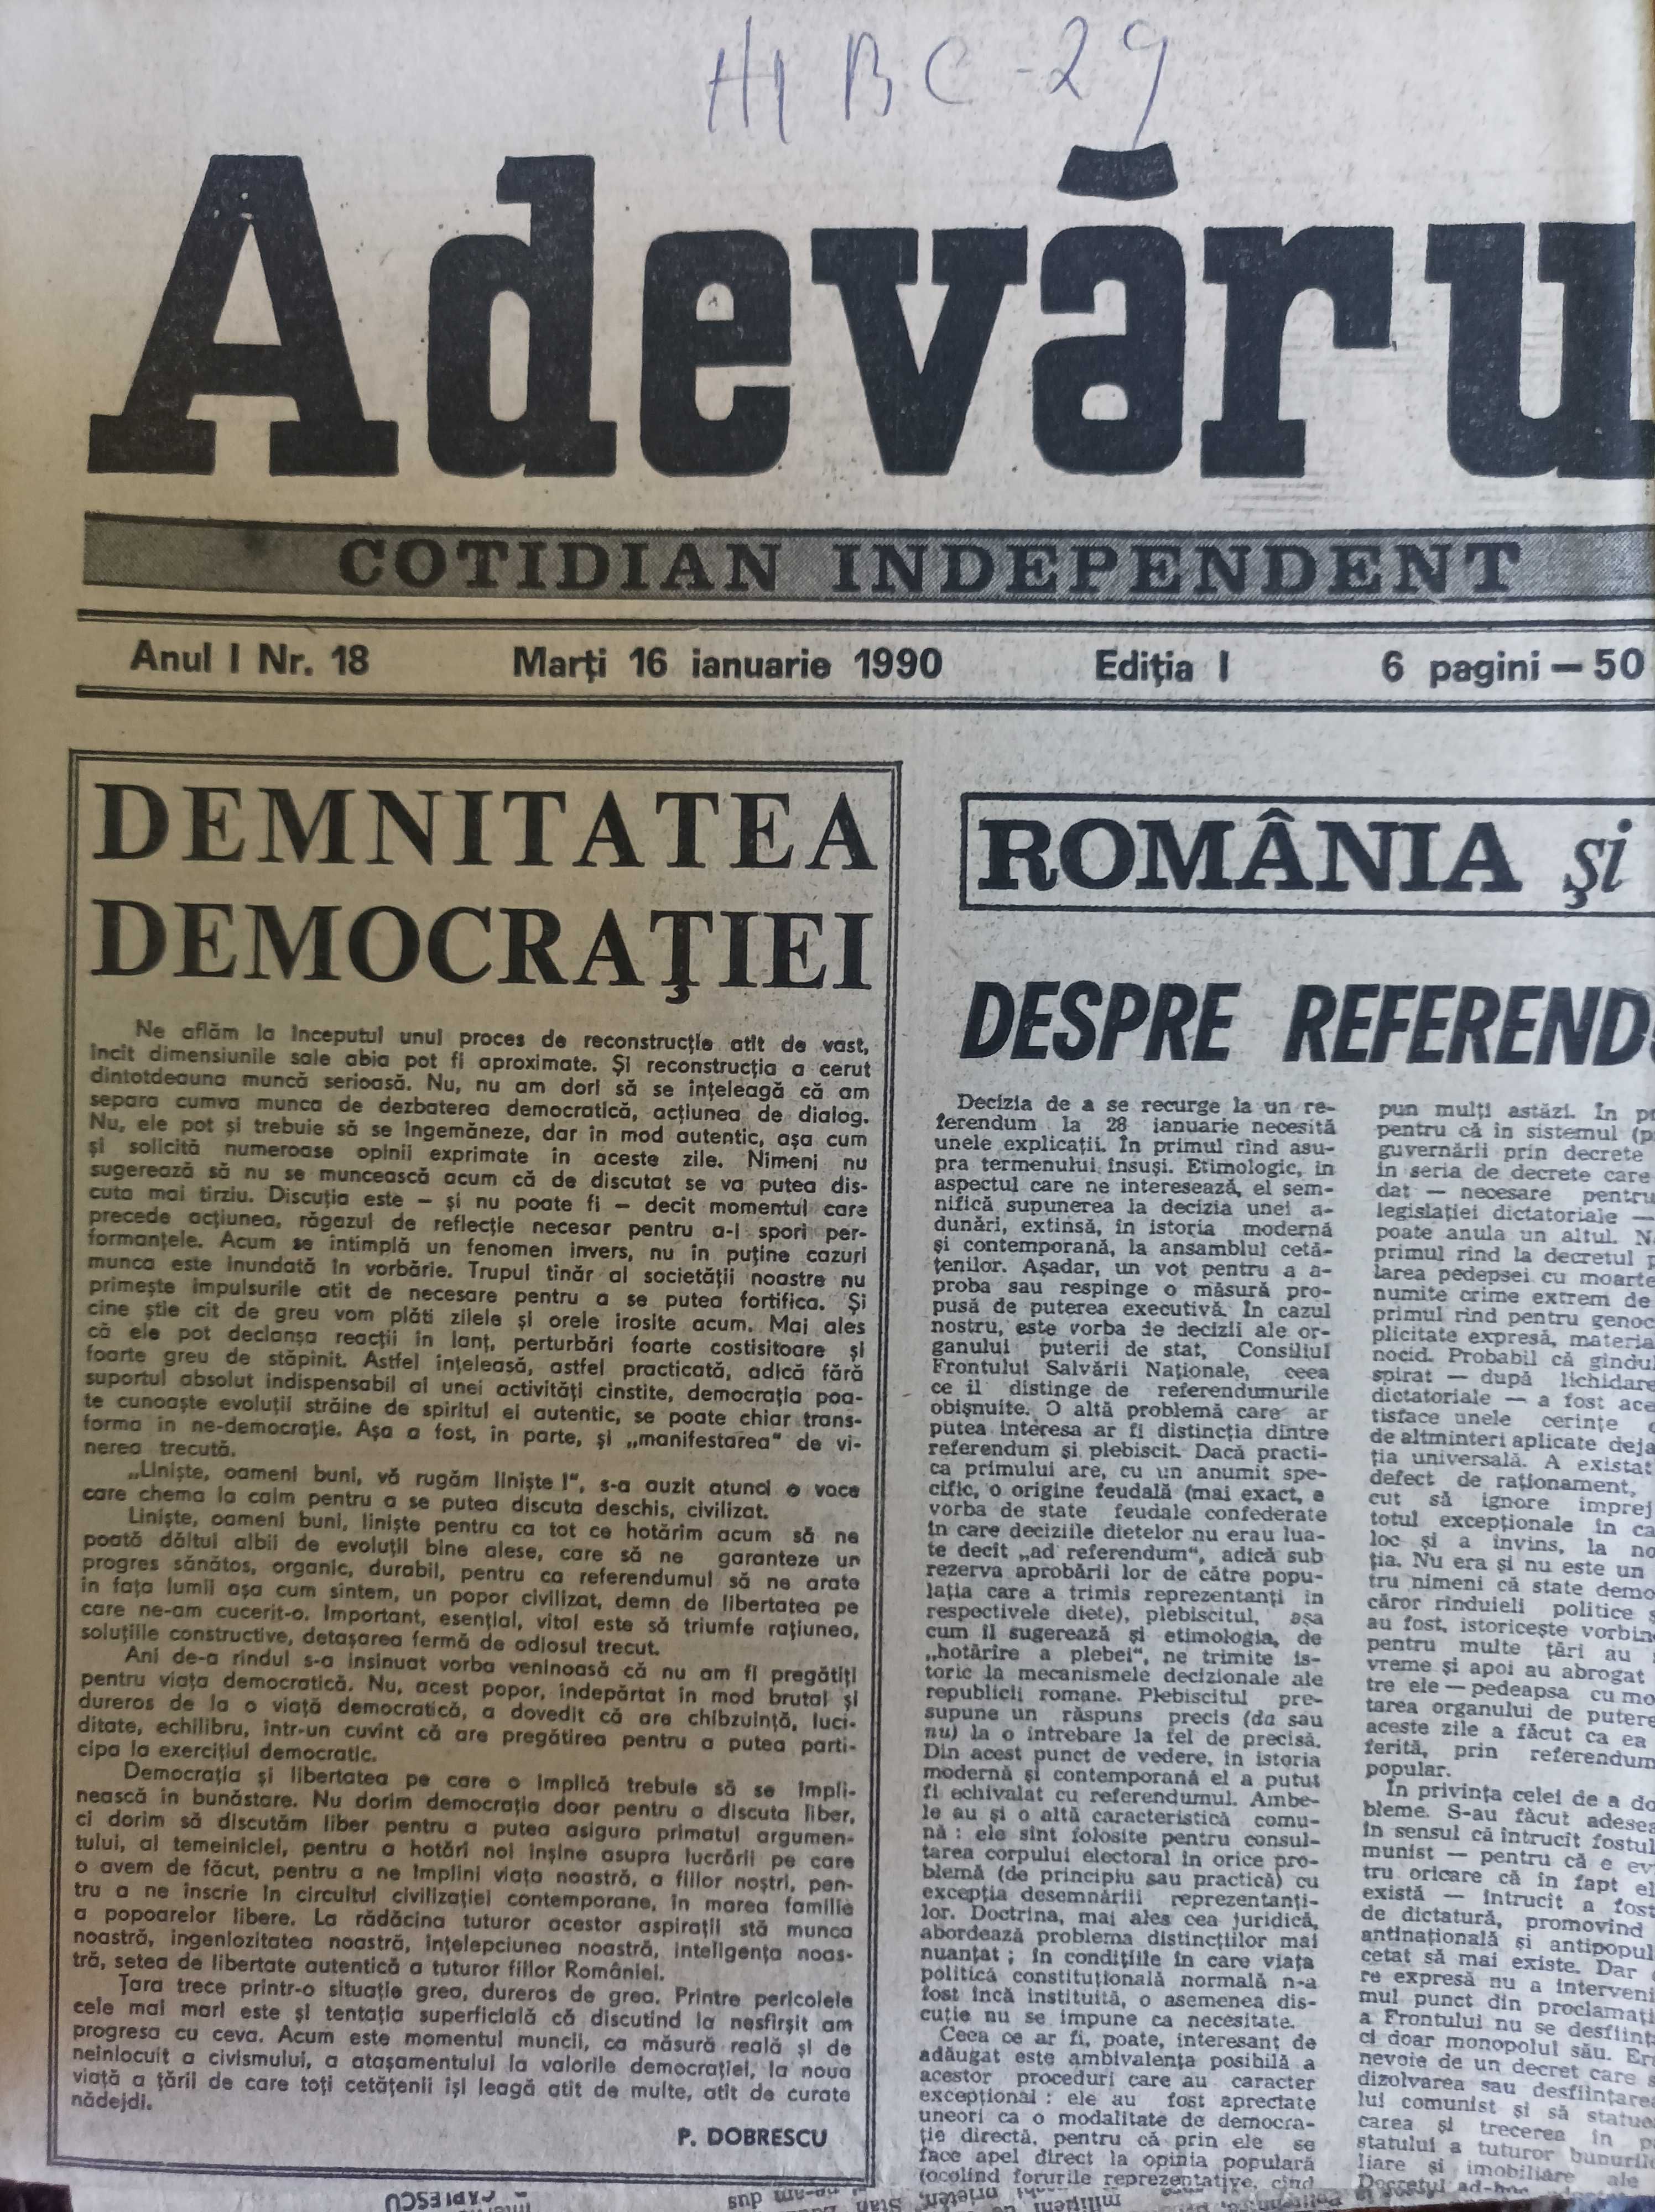 HI BC-29
Adevăru
COTIDIAN INDEPENDENT
Anul I Nr. 18 Marţi 16 ianuarie 1990 Ediţia I 6 pagini — 50
DEMNITATEA
DEMOCRAŢIEI
Ne aflăm la începutul unui proces de reconstrucţie atît de vast,
încît dimensiunile sale abia pot fi aproximate. Şi reconstrucţia a cerut
dintotdeauna muncă serioasă. Nu, nu am dori să se înţeleagă că am
separa cumva munca de dezbaterea democratică, acţiunea de dialog.
Nu, ele pot şi trebuie să se îngemăneze, dar în mod autentic, aşa cum
şi solicită numeroase opinii exprimate în aceste zile. Nimeni nu
sugerează să nu se muncească acum că de discutat se va putea dis-
cuta mai tîrziu. Discuţia este — şi nu poate fi — decît momentul care
precede acţiunea, răgazul de reflecţie necesar pentru a-i spori per-
formanţele. Acum se întîmplă un fenomen invers, nu în puţine cazuri
munca este inundată în vorbărie. Trupul tînăr al societăţii noastre nu
primeşte impulsurile atît de necesare pentru a se putea fortifica. Şi
cine ştie cît de greu vom plăti zilele şi orele irosite acum. Mai ales
că ele pot declanşa reacţii în lanţ, perturbări foarte costisitoare şi
foarte greu de stăpînit. Astfel înţeleasă, astfel practicată, adică fără
suportul absolut indispensabil al unei activităţi cinstite, democraţia poa-
te cunoaşte evoluţii străine de spiritul ei autentic, se poate chiar trans-
forma în ne-democraţie. Aşa a fost, în parte, şi „manifestarea“ de vi-
nerea trecută.
„Linişte, oameni buni, vă rugăm linişte !“, s-a auzit atunci o voce
care chema la calm pentru a se putea discuta deschis, civilizat.
Linişte, oameni buni, linişte pentru ca tot ce hotărîm acum să ne
poată dăltui albii de evoluţii bine alese, care să ne garanteze un
progres sănătos, organic, durabil, pentru ca referendumul să ne arate
în faţa lumii aşa cum sîntem, un popor civilizat, demn de libertatea pe
care ne-am cucerit-o. Important, esenţial, vital este să triumfe raţiunea,
soluţiile constructive, detaşarea fermă de odiosul trecut.
Ani de-a rîndul s-a insinuat vorba veninoasă că nu am fi pregătiţi
pentru viaţa democratică. Nu, acest popor, îndepărtat în mod brutal şi
dureros de la o viaţă democratică, a dovedit că are chibzuinţă, luci-
ditate, echilibru, într-un cuvînt că are pregătirea pentru a putea parti-
cipa la exerciţiul democratic.
Democraţia şi libertatea pe care o implică trebuie să se împli-
nească în bunăstare. Nu dorim democraţia doar pentru a discuta liber,
ci dorim să discutăm liber pentru a putea asigura primatul argumen-
tului, al temeiniciei, pentru a hotărî noi înşine asupra lucrării pe care
o avem de făcut, pentru a ne împlini viaţa noastră, a fiilor noştri, pen-
tru a ne înscrie în circuitul civilizaţiei contemporane, în marea familie
a popoarelor libere. La rădăcina tuturor acestor aspiraţii stă munca
noastră, ingeniozitatea noastră, înţelepciunea noastră, inteligenţa noas-
tră, setea de libertate autentică a tuturor fiilor României.
Ţara trece printr-o situaţie grea, dureros de grea. Printre pericolele
cele mai mari este şi tentaţia superficială că discutînd la nesfîrşit am
progresa cu ceva. Acum este momentul muncii, ca măsură reală şi de
neînlocuit a civismului, a ataşamentului la valorile democraţiei, la noua
viaţă a ţării de care toţi cetăţenii îşi leagă atît de multe, atît de curate
nădejdi.
P. DOBRESCU
ROMÂNIA şi
DESPRE REFEREND
Decizia de a se recurge la un re-
ferendum la 28 ianuarie necesită
unele explicaţii. În primul rînd asu-
pra termenului însuşi. Etimologic, în
aspectul care ne interesează, el sem-
nifică supunerea la decizia unei a-
dunări, extinsă, în istoria modernă
şi contemporană, la ansamblul cetă-
ţenilor. Aşadar, un vot pentru a a-
proba sau respinge o măsură pro-
pusă de puterea executivă. În cazul
nostru, este vorba de decizii ale or-
ganului puterii de stat, Consiliul
Frontului Salvării Naţionale, ceea
ce îl distinge de referendumurile
obişnuite. O altă problemă care ar
putea interesa ar fi distincţia dintre
referendum şi plebiscit. Dacă practi-
ca primului are, cu un anumit spe-
cific, o origine feudală (mai exact, e
vorba de state feudale confederate
în care deciziile dietelor nu erau lua-
te decît „ad referendum“, adică sub
rezerva aprobării lor de către popu-
laţia care a trimis reprezentanţi în
respectivele diete), plebiscitul, aşa
cum îl sugerează şi etimologia, de
„hotărîre a plebei“, ne trimite is-
toric la mecanismele decizionale ale
republicii romane. Plebiscitul pre-
supune un răspuns precis (da sau
nu) la o întrebare la fel de precisă.
Din acest punct de vedere, în istoria
modernă şi contemporană el a putut
fi echivalat cu referendumul. Ambe-
le au şi o altă caracteristică comu-
nă : ele sînt folosite pentru consul-
tarea corpului electoral în orice pro-
blemă (de principiu sau practică) cu
excepţia desemnării reprezentanţi-
lor. Doctrina, mai ales cea juridică,
abordează problema distincţiilor mai
nuanţat ; în condiţiile în care viaţa
politică constituţională normală n-a
fost încă instituită, o asemenea dis-
cuţie nu se impune ca necesitate.
Ceea ce ar fi, poate, interesant de
adăugat este ambivalenţa posibilă a
acestor proceduri care au caracter
excepţional : ele au fost apreciate
uneori ca o modalitate de democra-
ţie directă, pentru că prin ele se
face apel direct la opinia populară
(ocolind forurile reprezentative, cînd
pun mulţi astăzi. În pr
pentru că în sistemul (p
guvernării prin decrete
în seria de decrete care
dat — necesare pentru
legislaţiei dictatoriale —
poate anula un altul. N
primul rînd la decretul p
larea pedepsei cu moarte
numite crime extrem de
primul rînd pentru genoc
plicitate expresă, materia
nocid. Probabil că gîndul
spirat — după lichidare
dictatoriale — a fost ace
tisface unele cerinţe
de altminteri aplicate deja
ţia universală. A existat
defect de raţionament,
cut să ignore împrej
totul excepţionale în ca
loc şi a învins, la no
ţia. Nu era şi nu este un
tru nimeni că state demo
căror rînduieli politice ş
au fost, istoriceşte vorbin
pentru multe ţări au
vreme şi apoi au abrogat
tre ele — pedeapsa cu mo
tarea organului de putere
aceste zile a făcut ca ea
ferită, prin referendum
popular.
În privinţa celei de a do
bleme. S-au făcut adesea
în sensul că întrucît fostul
munist — pentru că e ev
tru oricare că în fapt el
există — întrucît a fost
de dictatură, promovînd
antinaţională şi antipopul
cetat să mai existe. Dar
re expresă nu a interveni
mul punct din proclamaţi
a Frontului nu se desfiinţ
ci doar monopolul său. Era
nevoie de un decret care s
dizolvarea sau desfiinţarea
lui comunist şi să statue
carea şi trecerea în p
statului a tuturor bunuril
liare şi imobiliare ale
Decretul ad-hoc